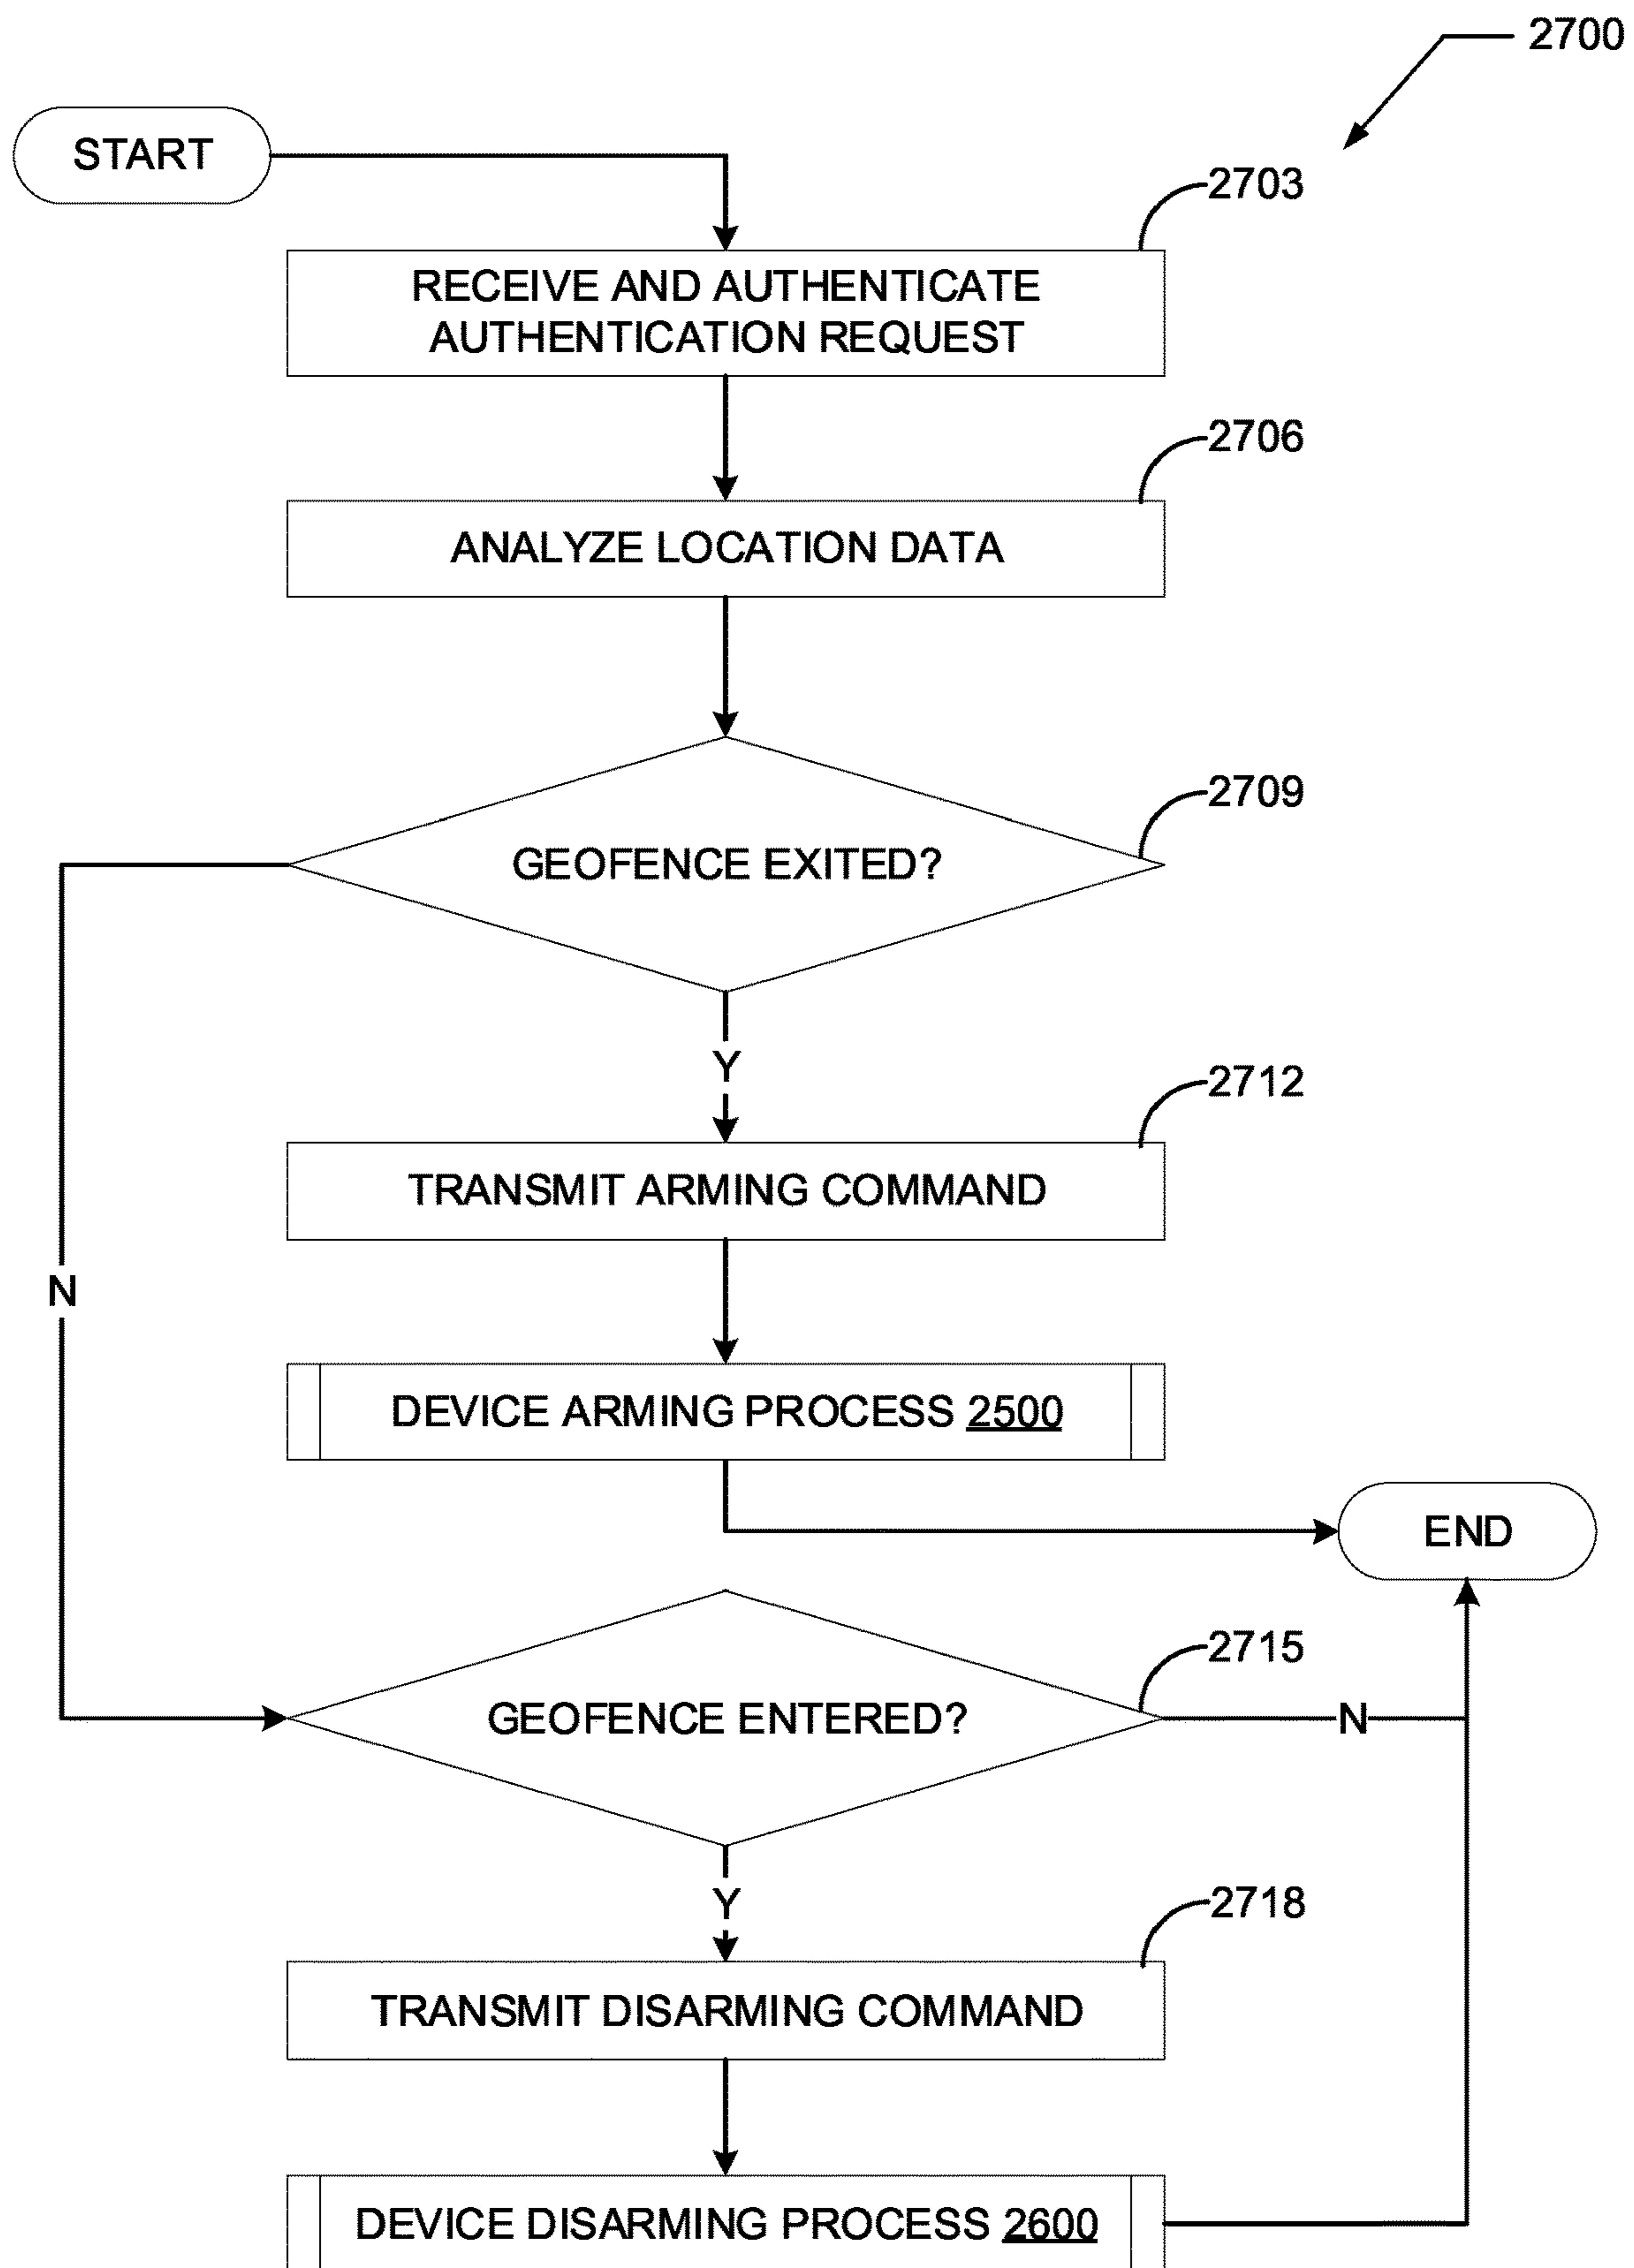 2700
START
2703
RECEIVE AND AUTHENTICATE
AUTHENTICATION REQUEST
2706
ANALYZE LOCATION DATA
2709
GEOFENCE EXITED?
Y
2712
TRANSMIT ARMING COMMAND
N
DEVICE ARMING PROCESS 2500
END
2715
GEOFENCE ENTERED?
N
Y
2718
TRANSMIT DISARMING COMMAND
DEVICE DISARMING PROCESS 2600